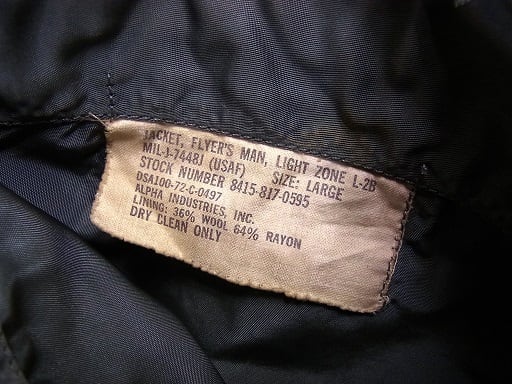 JACKET, FLYER'S MAN, LIGHT ZONE L-2B
MIL-J-7448J (USAF) SIZE: LARGE
STOCK NUMBER 8415-817-0595
DSA100-72-C-0497
ALPHA INDUSTRIES, INC.
LINING: 36% WOOL 64% RAYON
DRY CLEAN ONLY